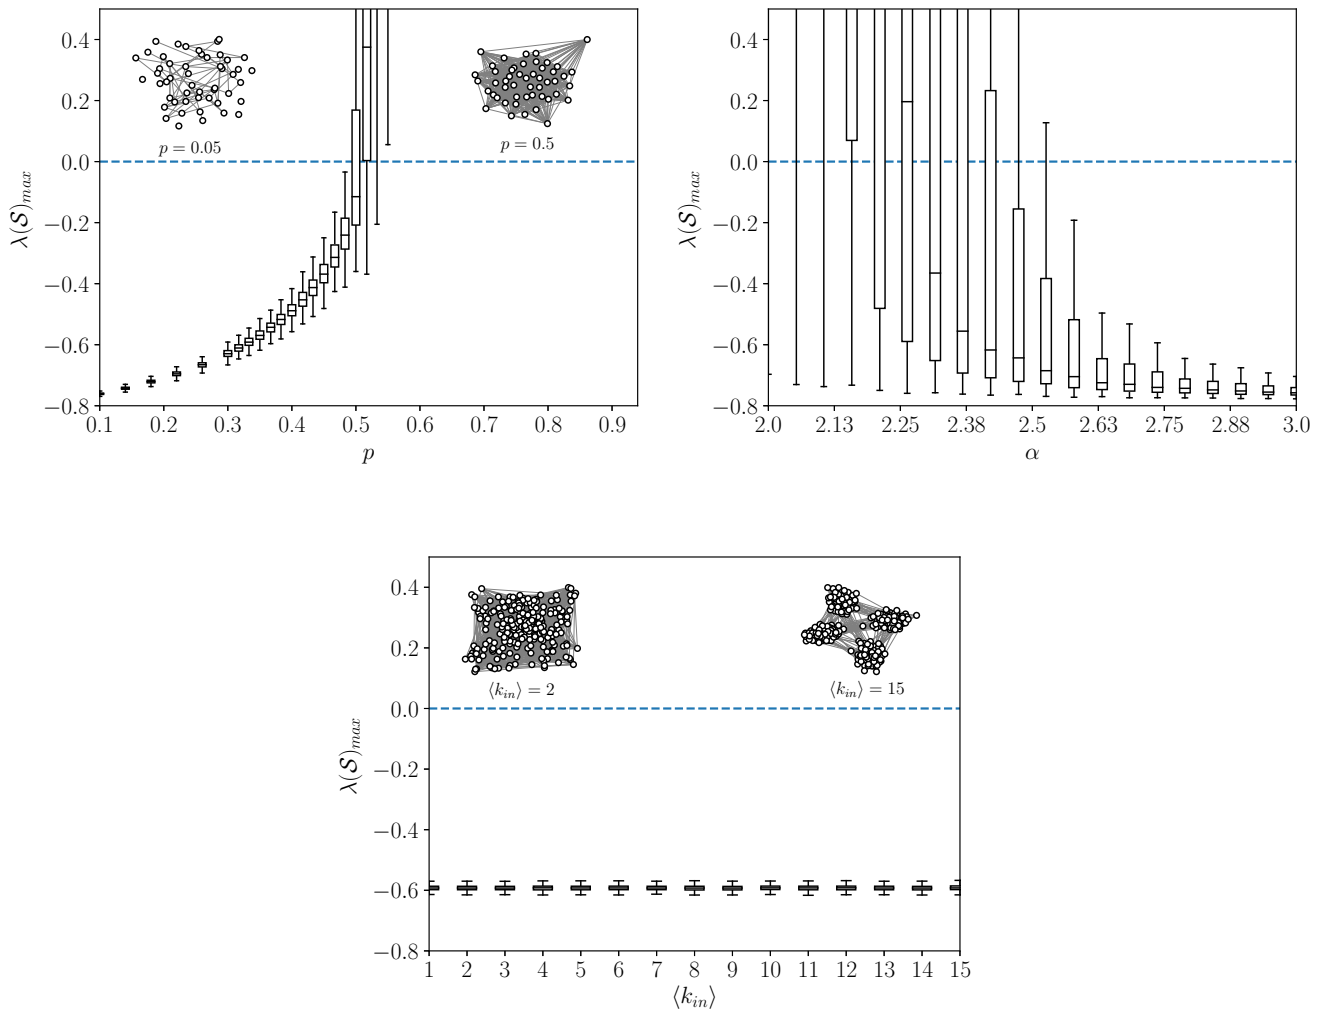 0.4
0.2
0.0
−0.2
−0.4
−0.6
−0.8
λ(𝒮)max
p = 0.05
p = 0.5
0.1 0.2 0.3 0.4 0.5 0.6 0.7 0.8 0.9
p
0.4
0.2
0.0
−0.2
−0.4
−0.6
−0.8
λ(𝒮)max
2.0 2.13 2.25 2.38 2.5 2.63 2.75 2.88 3.0
α
0.4
0.2
0.0
−0.2
−0.4
−0.6
−0.8
λ(𝒮)max
⟨kin⟩ = 2
⟨kin⟩ = 15
1 2 3 4 5 6 7 8 9 10 11 12 13 14 15
⟨kin⟩